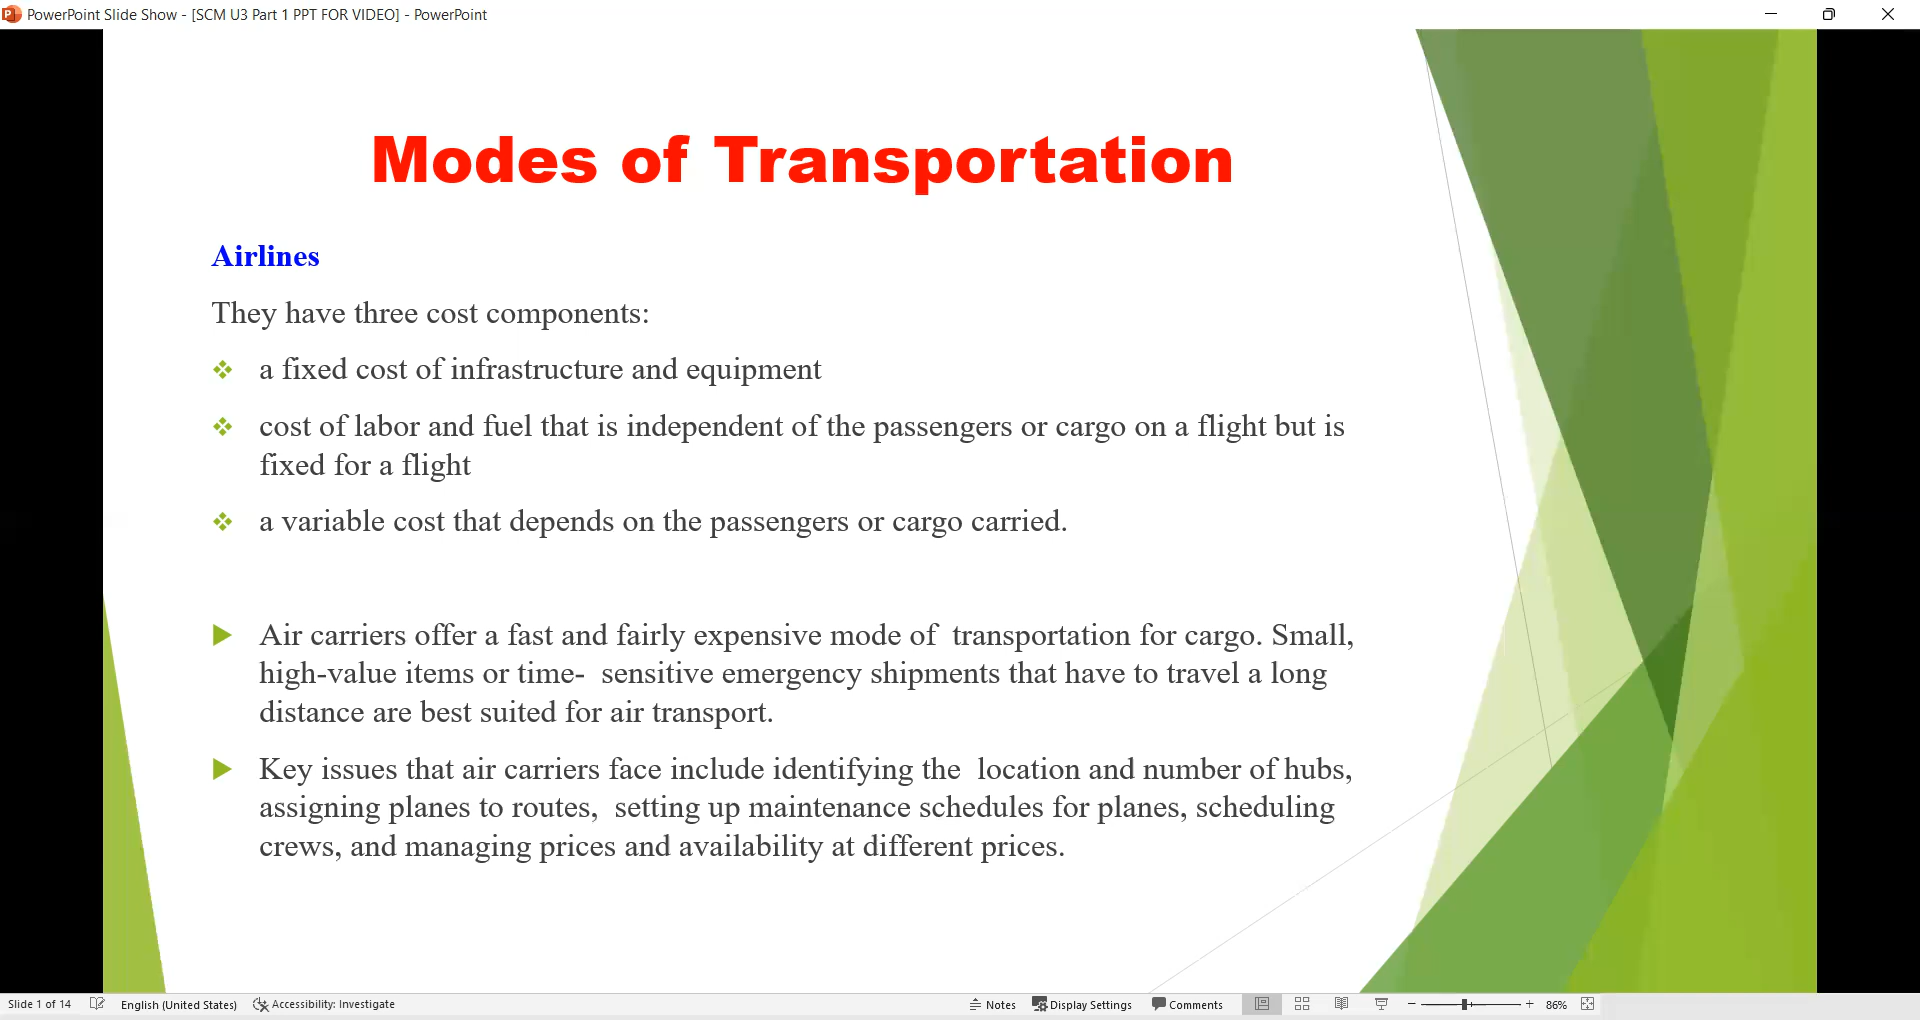 PowerPoint Slide Show - [SCM U3 Part 1 PPT FOR VIDEO] - PowerPoint
Modes of Transportation
Airlines
They have three cost components:
a fixed cost of infrastructure and equipment
cost of labor and fuel that is independent of the passengers or cargo on a flight but is
fixed for a flight
a variable cost that depends on the passengers or cargo carried.
Air carriers offer a fast and fairly expensive mode of transportation for cargo. Small,
high-value items or time- sensitive emergency shipments that have to travel a long
distance are best suited for air transport.
Key issues that air carriers face include identifying the location and number of hubs,
assigning planes to routes, setting up maintenance schedules for planes, scheduling
crews, and managing prices and availability at different prices.
Slide 1 of 14 English (United States) Accessibility: Investigate Notes Display Settings Comments 86%